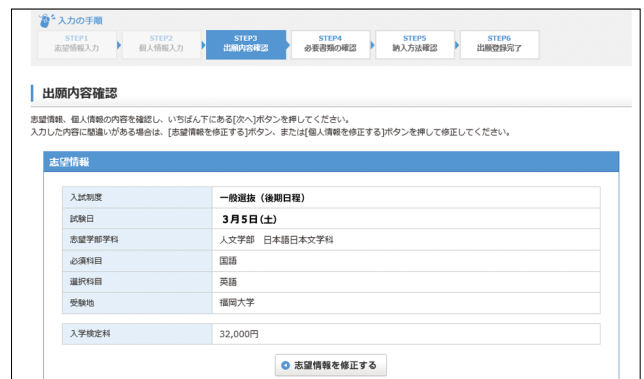 入力の手順
STEP1 STEP2 STEP3 STEP4 STEP5 STEP6
志望情報入力 個人情報入力 出願内容確認 必要書類の確認 納入方法確認 出願登録完了
出願内容確認
志望情報、個人情報の内容を確認し、いちばん下にある[次へ]ボタンを押してください。
入力した内容に間違いがある場合は、[志望情報を修正する]ボタン、または[個人情報を修正する]ボタンを押して修正してください。
志望情報
入試制度 一般選抜（後期日程）
試験日 3月5日(土)
志望学部学科 人文学部 日本語日本文学科
必須科目 国語
選択科目 英語
受験地 福岡大学
入学検定料 32,000円
志望情報を修正する